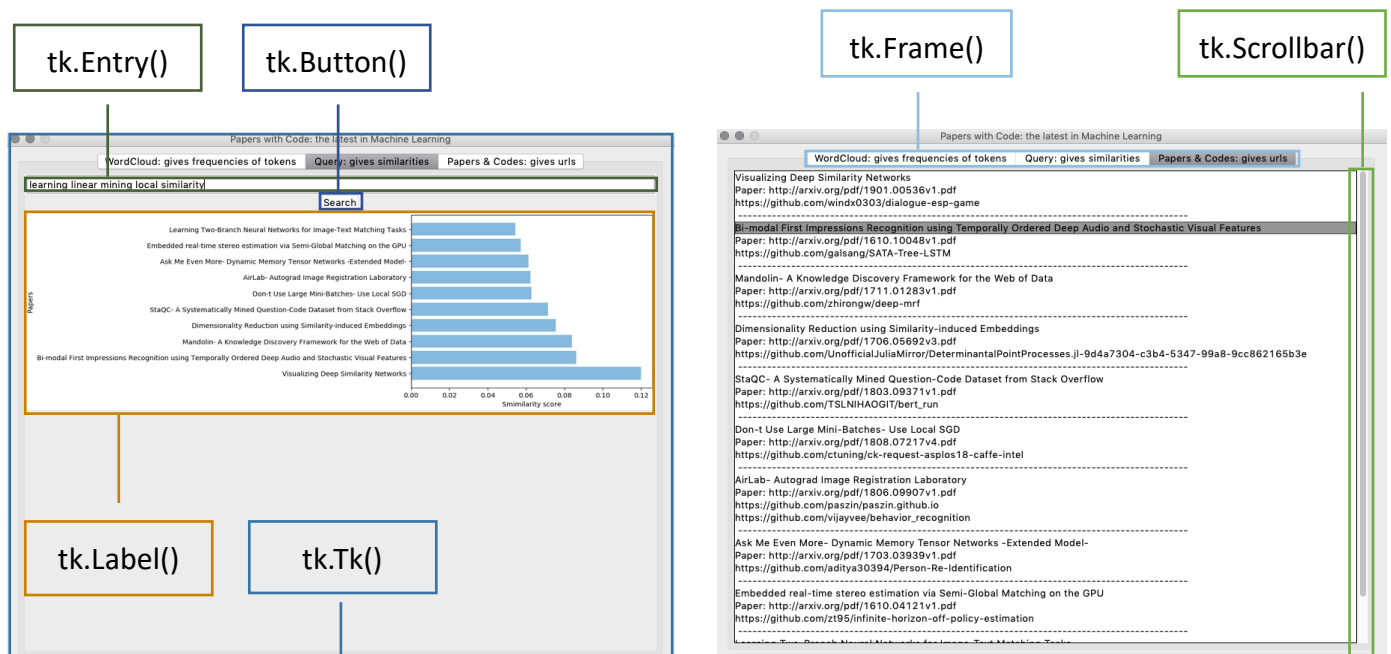 tk.Entry()
tk.Button()
tk.Frame()
tk.Scrollbar()
Papers with Code: the latest in Machine Learning
WordCloud: gives frequencies of tokens
Query: gives similarities
Papers & Codes: gives urls
learning linear mining local similarity
Search
Papers
Learning Two-Branch Neural Networks for Image-Text Matching Tasks
Embedded real-time stereo estimation via Semi-Global Matching on the GPU
Ask Me Even More- Dynamic Memory Tensor Networks -Extended Model-
AirLab- Autograd Image Registration Laboratory
Don-t Use Large Mini-Batches- Use Local SGD
StaQC- A Systematically Mined Question-Code Dataset from Stack Overflow
Dimensionality Reduction using Similarity-induced Embeddings
Mandolin- A Knowledge Discovery Framework for the Web of Data
Bi-modal First Impressions Recognition using Temporally Ordered Deep Audio and Stochastic Visual Features
Visualizing Deep Similarity Networks
0.00 0.02 0.04 0.06 0.08 0.10 0.12
Smimilarity score
tk.Label()
tk.Tk()
Papers with Code: the latest in Machine Learning
WordCloud: gives frequencies of tokens
Query: gives similarities
Papers & Codes: gives urls
Visualizing Deep Similarity Networks
Paper: http://arxiv.org/pdf/1901.00536v1.pdf
https://github.com/windx0303/dialogue-esp-game
Bi-modal First Impressions Recognition using Temporally Ordered Deep Audio and Stochastic Visual Features
Paper: http://arxiv.org/pdf/1610.10048v1.pdf
https://github.com/galsang/SATA-Tree-LSTM
Mandolin- A Knowledge Discovery Framework for the Web of Data
Paper: http://arxiv.org/pdf/1711.01283v1.pdf
https://github.com/zhirongw/deep-mrf
Dimensionality Reduction using Similarity-induced Embeddings
Paper: http://arxiv.org/pdf/1706.05692v3.pdf
https://github.com/UnofficialJuliaMirror/DeterminantalPointProcesses.jl-9d4a7304-c3b4-5347-99a8-9cc862165b3e
StaQC- A Systematically Mined Question-Code Dataset from Stack Overflow
Paper: http://arxiv.org/pdf/1803.09371v1.pdf
https://github.com/TSLNIHAOGIT/bert_run
Don-t Use Large Mini-Batches- Use Local SGD
Paper: http://arxiv.org/pdf/1808.07217v4.pdf
https://github.com/ctuning/ck-request-asplos18-caffe-intel
AirLab- Autograd Image Registration Laboratory
Paper: http://arxiv.org/pdf/1806.09907v1.pdf
https://github.com/paszin/paszin.github.io
https://github.com/vijayvee/behavior_recognition
Ask Me Even More- Dynamic Memory Tensor Networks -Extended Model-
Paper: http://arxiv.org/pdf/1703.03939v1.pdf
https://github.com/aditya30394/Person-Re-Identification
Embedded real-time stereo estimation via Semi-Global Matching on the GPU
Paper: http://arxiv.org/pdf/1610.04121v1.pdf
https://github.com/zt95/infinite-horizon-off-policy-estimation
Learning Two-Branch Neural Networks for Image-Text Matching Tasks